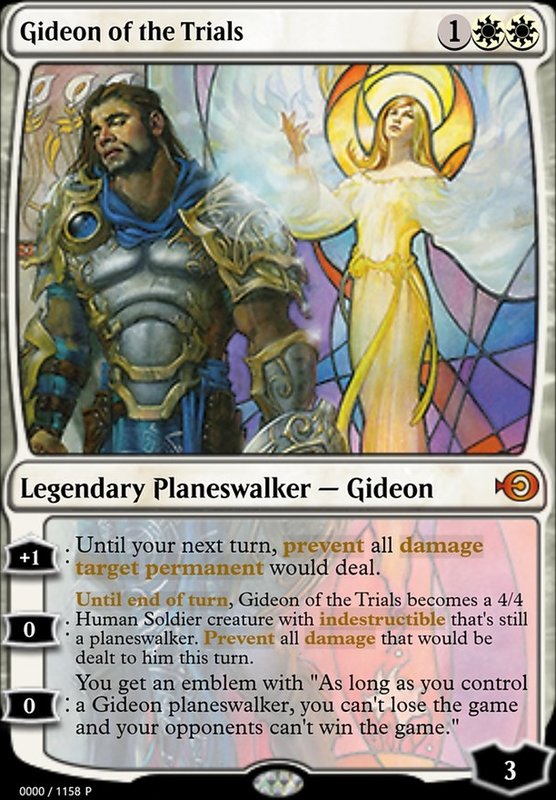 Gideon of the Trials 1
Legendary Planeswalker — Gideon
+1 : Until your next turn, prevent all damage
target permanent would deal.
Until end of turn, Gideon of the Trials becomes a 4/4
0 : Human Soldier creature with indestructible that's still
a planeswalker. Prevent all damage that would be
dealt to him this turn.
You get an emblem with "As long as you control
0 : a Gideon planeswalker, you can't lose the game
and your opponents can't win the game."
3
0000 / 1158 P